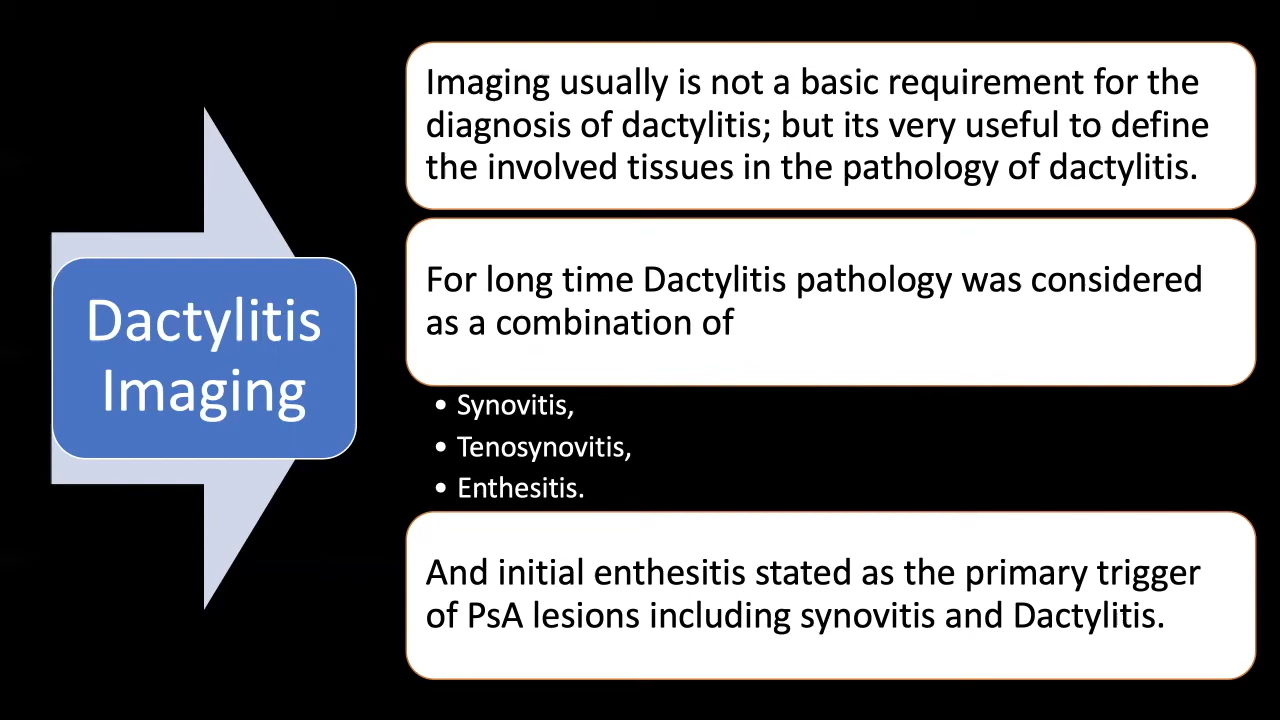 Dactylitis
Imaging
Imaging usually is not a basic requirement for the
diagnosis of dactylitis; but its very useful to define
the involved tissues in the pathology of dactylitis.
For long time Dactylitis pathology was considered
as a combination of
• Synovitis,
• Tenosynovitis,
• Enthesitis.
And initial enthesitis stated as the primary trigger
of PsA lesions including synovitis and Dactylitis.